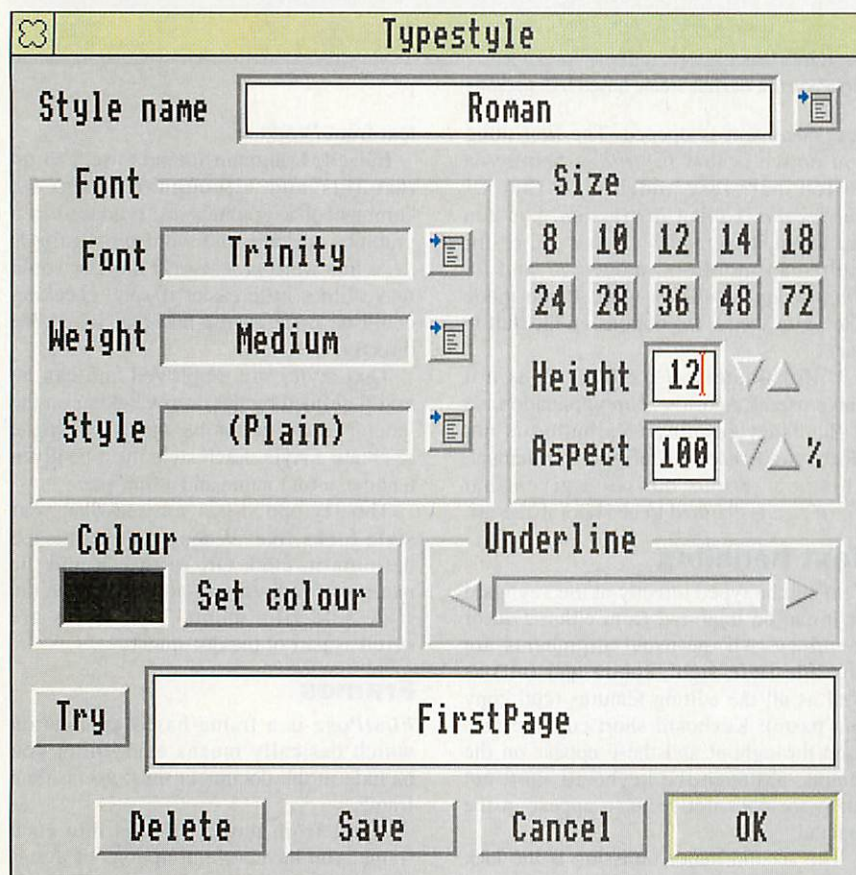 Typestyle
Style name Roman
Font
Font Trinity
Weight Medium
Style (Plain)
Size
8 10 12 14 18
24 28 36 48 72
Height 12
Aspect 100 %
Colour
Set colour
Underline
Try FirstPage
Delete Save Cancel OK